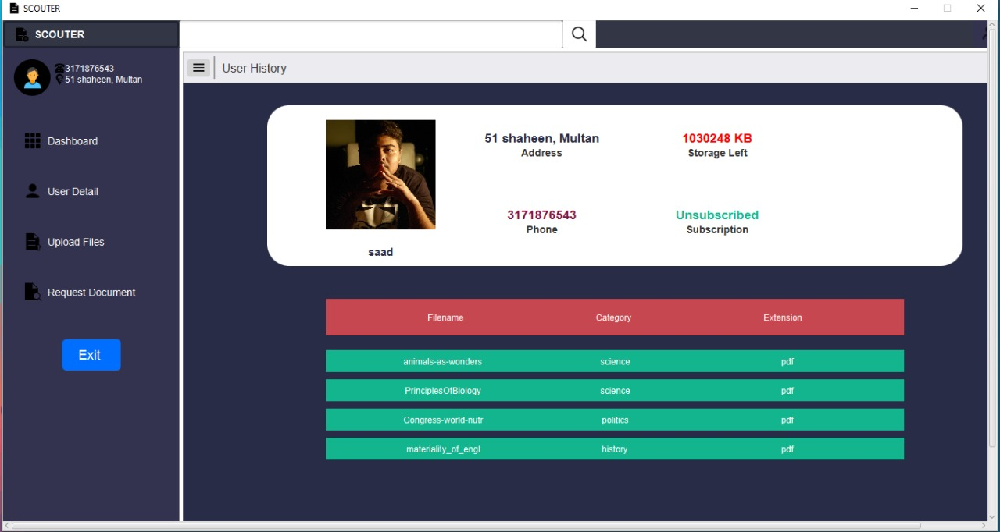 SCOUTER
SCOUTER
3171876543
51 shaheen, Multan
User History
Dashboard
User Detail
Upload Files
Request Document
Exit
51 shaheen, Multan
Address
1030248 KB
Storage Left
3171876543
Phone
Unsubscribed
Subscription
saad
Filename Category Extension
animals-as-wonders science pdf
PrinciplesOfBiology science pdf
Congress-world-nutr politics pdf
materiality_of_engl history pdf